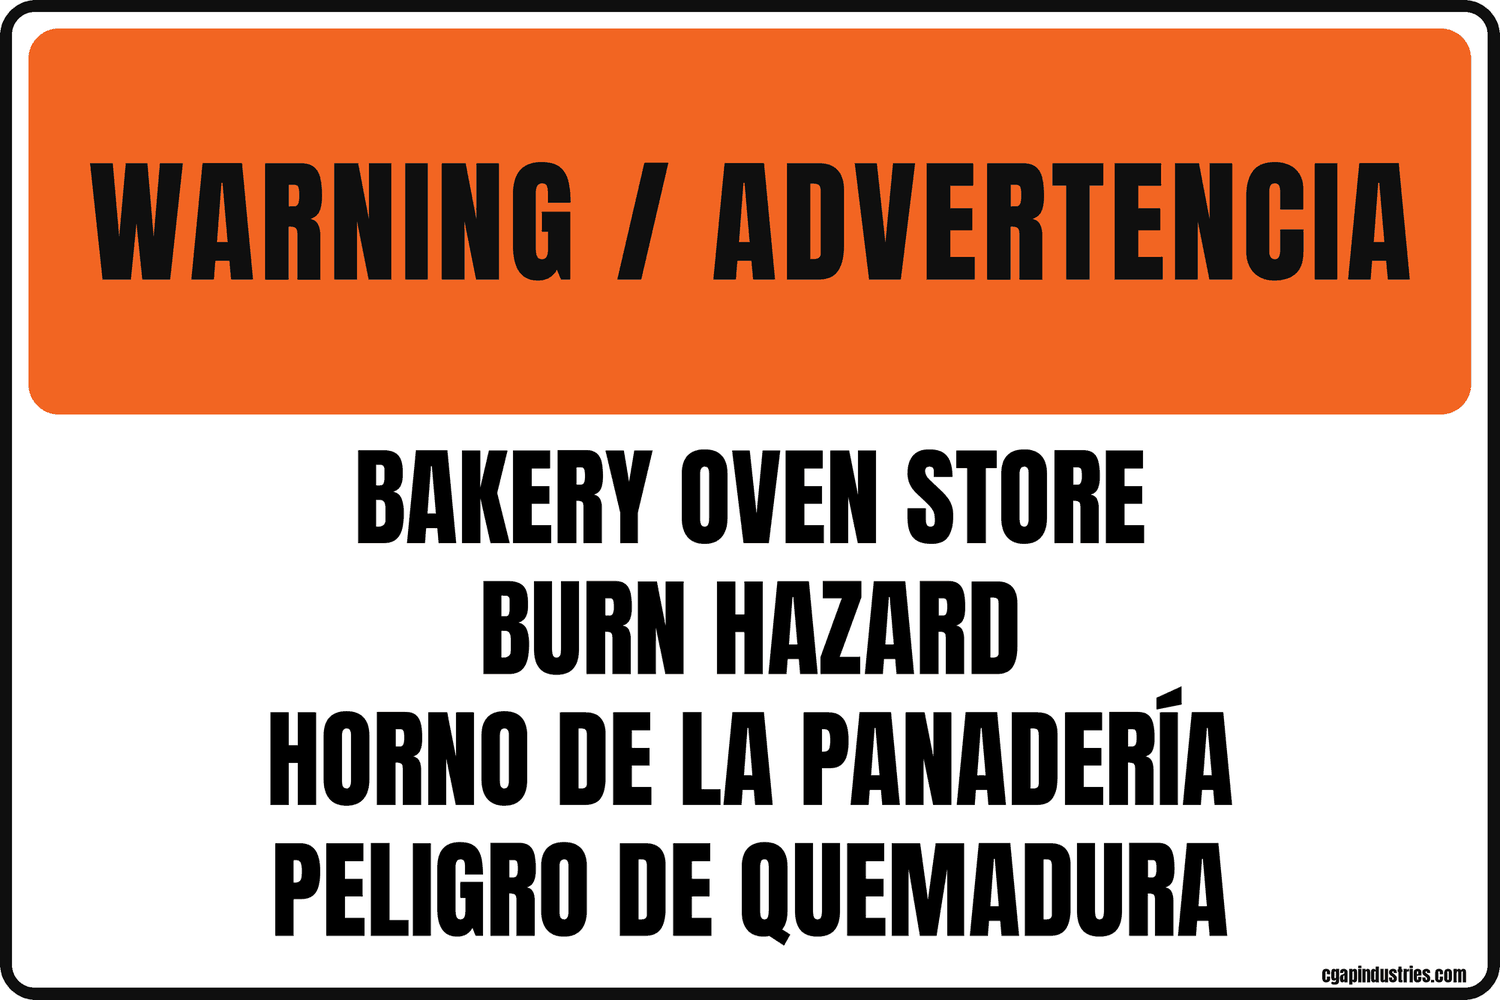 WARNING / ADVERTENCIA
BAKERY OVEN STORE
BURN HAZARD
HORNO DE LA PANADERÍA
PELIGRO DE QUEMADURA
cgapindustries.com